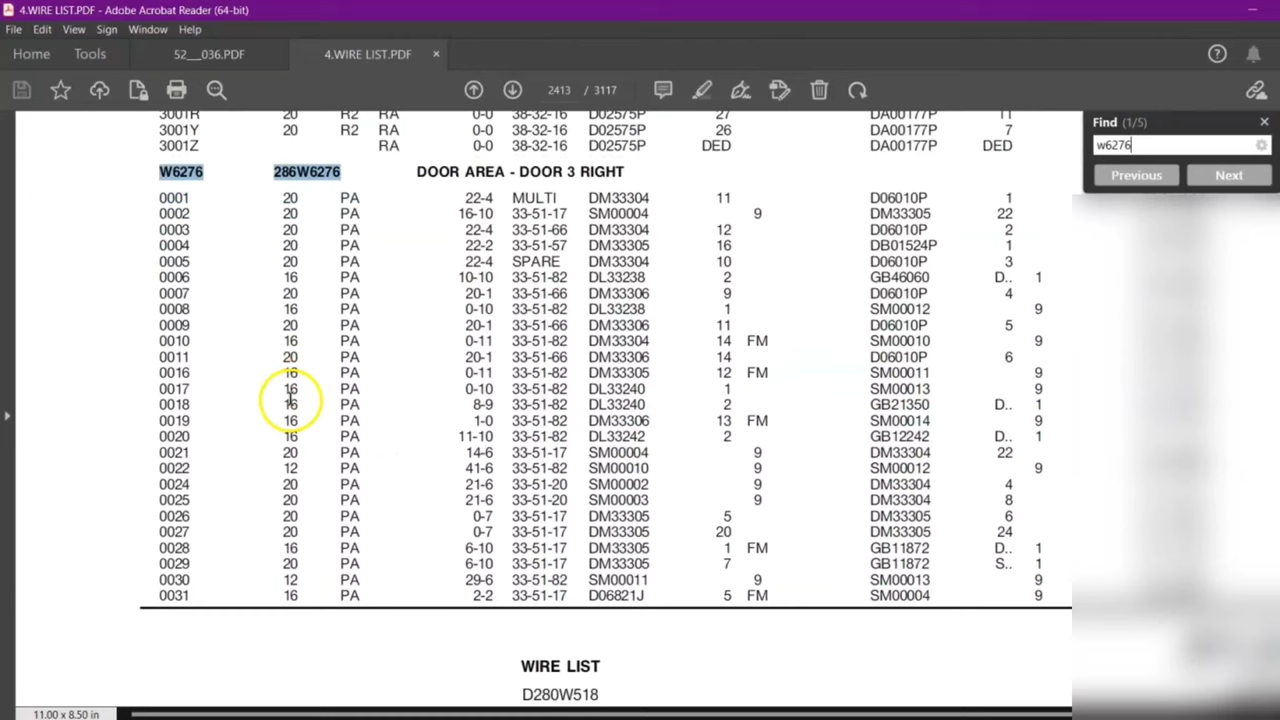 4.WIRE LIST.PDF - Adobe Acrobat Reader (64-bit)
File Edit View Sign Window Help
Home Tools 52__036.PDF 4.WIRE LIST.PDF ×
2413 / 3117
Find (1/5)
w6276
Previous Next
3001R 20 R2 RA 0-0 38-32-16 D02575P 27 DA00177P 11
3001Y 20 R2 RA 0-0 38-32-16 D02575P 26 DA00177P 7
3001Z RA 0-0 38-32-16 D02575P DED DA00177P DED
W6276 286W6276 DOOR AREA - DOOR 3 RIGHT
0001 20 PA 22-4 MULTI DM33304 11 D06010P 1
0002 20 PA 16-10 33-51-17 SM00004 9 DM33305 22
0003 20 PA 22-4 33-51-66 DM33304 12 D06010P 2
0004 20 PA 22-2 33-51-57 DM33305 16 DB01524P 1
0005 20 PA 22-4 SPARE DM33304 10 D06010P 3
0006 16 PA 10-10 33-51-82 DL33238 2 GB46060 D.. 1
0007 20 PA 20-1 33-51-66 DM33306 9 D06010P 4
0008 16 PA 0-10 33-51-82 DL33238 1 SM00012 9
0009 20 PA 20-1 33-51-66 DM33306 11 D06010P 5
0010 16 PA 0-11 33-51-82 DM33304 14 FM SM00010 9
0011 20 PA 20-1 33-51-66 DM33306 14 D06010P 6
0016 16 PA 0-11 33-51-82 DM33305 12 FM SM00011 9
0017 16 PA 0-10 33-51-82 DL33240 1 SM00013 9
0018 16 PA 8-9 33-51-82 DL33240 2 GB21350 D.. 1
0019 16 PA 1-0 33-51-82 DM33306 13 FM SM00014 9
0020 16 PA 11-10 33-51-82 DL33242 2 GB12242 D.. 1
0021 20 PA 14-6 33-51-17 SM00004 9 DM33304 22
0022 12 PA 41-6 33-51-82 SM00010 9 SM00012 9
0024 20 PA 21-6 33-51-20 SM00002 9 DM33304 4
0025 20 PA 21-6 33-51-20 SM00003 9 DM33304 8
0026 20 PA 0-7 33-51-17 DM33305 5 DM33305 6
0027 20 PA 0-7 33-51-17 DM33305 20 DM33305 24
0028 16 PA 6-10 33-51-17 DM33305 1 FM GB11872 D.. 1
0029 20 PA 6-10 33-51-17 DM33305 7 GB11872 S.. 1
0030 12 PA 29-6 33-51-82 SM00011 9 SM00013 9
0031 16 PA 2-2 33-51-17 D06821J 5 FM SM00004 9
WIRE LIST
D280W518
11.00 x 8.50 in